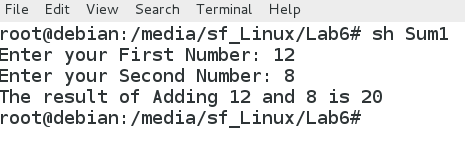 File Edit View Search Terminal Help
root@debian:/media/sf_Linux/Lab6# sh Sum1
Enter your First Number: 12
Enter your Second Number: 8
The result of Adding 12 and 8 is 20
root@debian:/media/sf_Linux/Lab6#